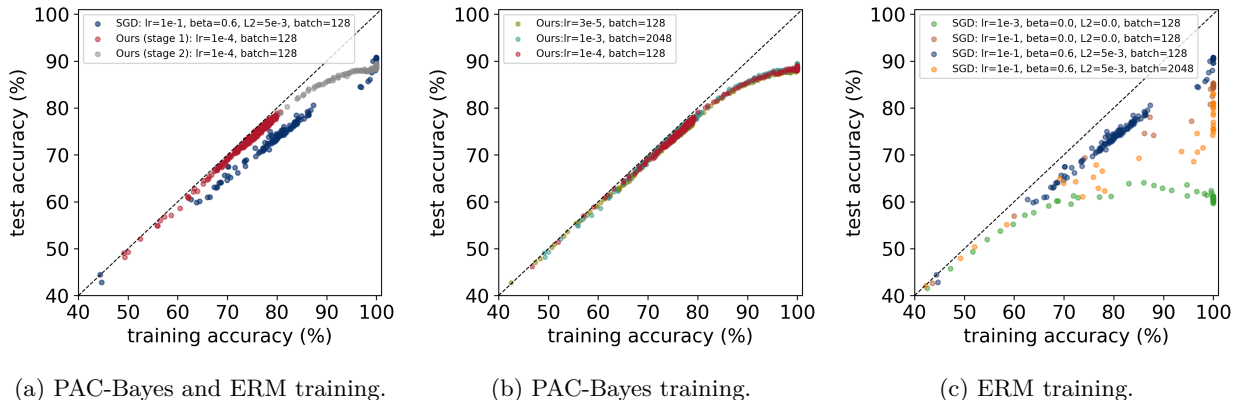 SGD: lr=1e-1, beta=0.6, L2=5e-3, batch=128
Ours (stage 1): lr=1e-4, batch=128
Ours (stage 2): lr=1e-4, batch=128
100
90
80
70
60
50
40
test accuracy (%)
40 50 60 70 80 90 100
training accuracy (%)
(a) PAC-Bayes and ERM training.
Ours:lr=3e-5, batch=128
Ours:lr=1e-3, batch=2048
Ours:lr=1e-4, batch=128
100
90
80
70
60
50
40
test accuracy (%)
40 50 60 70 80 90 100
training accuracy (%)
(b) PAC-Bayes training.
SGD: lr=1e-3, beta=0.0, L2=0.0, batch=128
SGD: lr=1e-1, beta=0.0, L2=0.0, batch=128
SGD: lr=1e-1, beta=0.6, L2=5e-3, batch=128
SGD: lr=1e-1, beta=0.6, L2=5e-3, batch=2048
100
90
80
70
60
50
40
test accuracy (%)
40 50 60 70 80 90 100
training accuracy (%)
(c) ERM training.